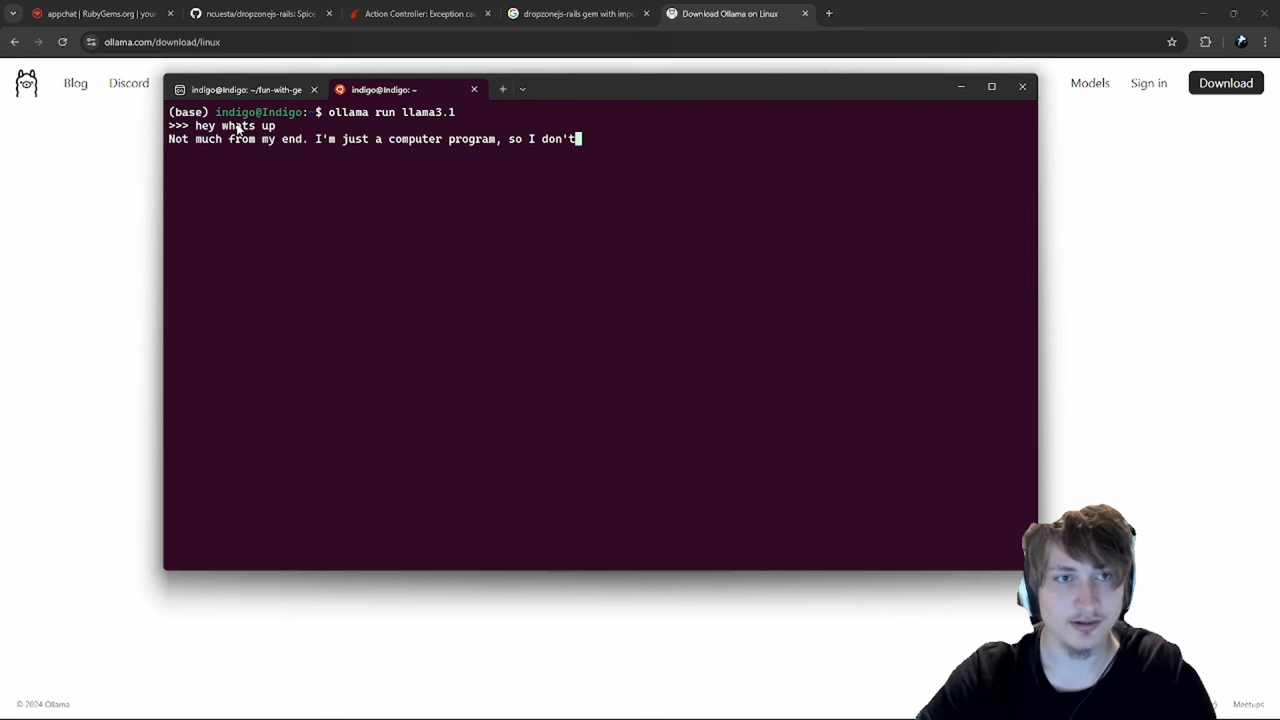 appchat | RubyGems.org | your
ncuesta/dropzonejs-rails: Spice
Action Controller: Exception ca
dropzonejs-rails gem with imp
Download Ollama on Linux
ollama.com/download/linux
Blog
Discord
Models
Sign in
Download
indigo@Indigo: ~/fun-with-ge
indigo@Indigo: ~
(base) indigo@Indigo:~$ ollama run llama3.1
>>> hey whats up
Not much from my end. I'm just a computer program, so I don't
© 2024 Ollama
Meetups